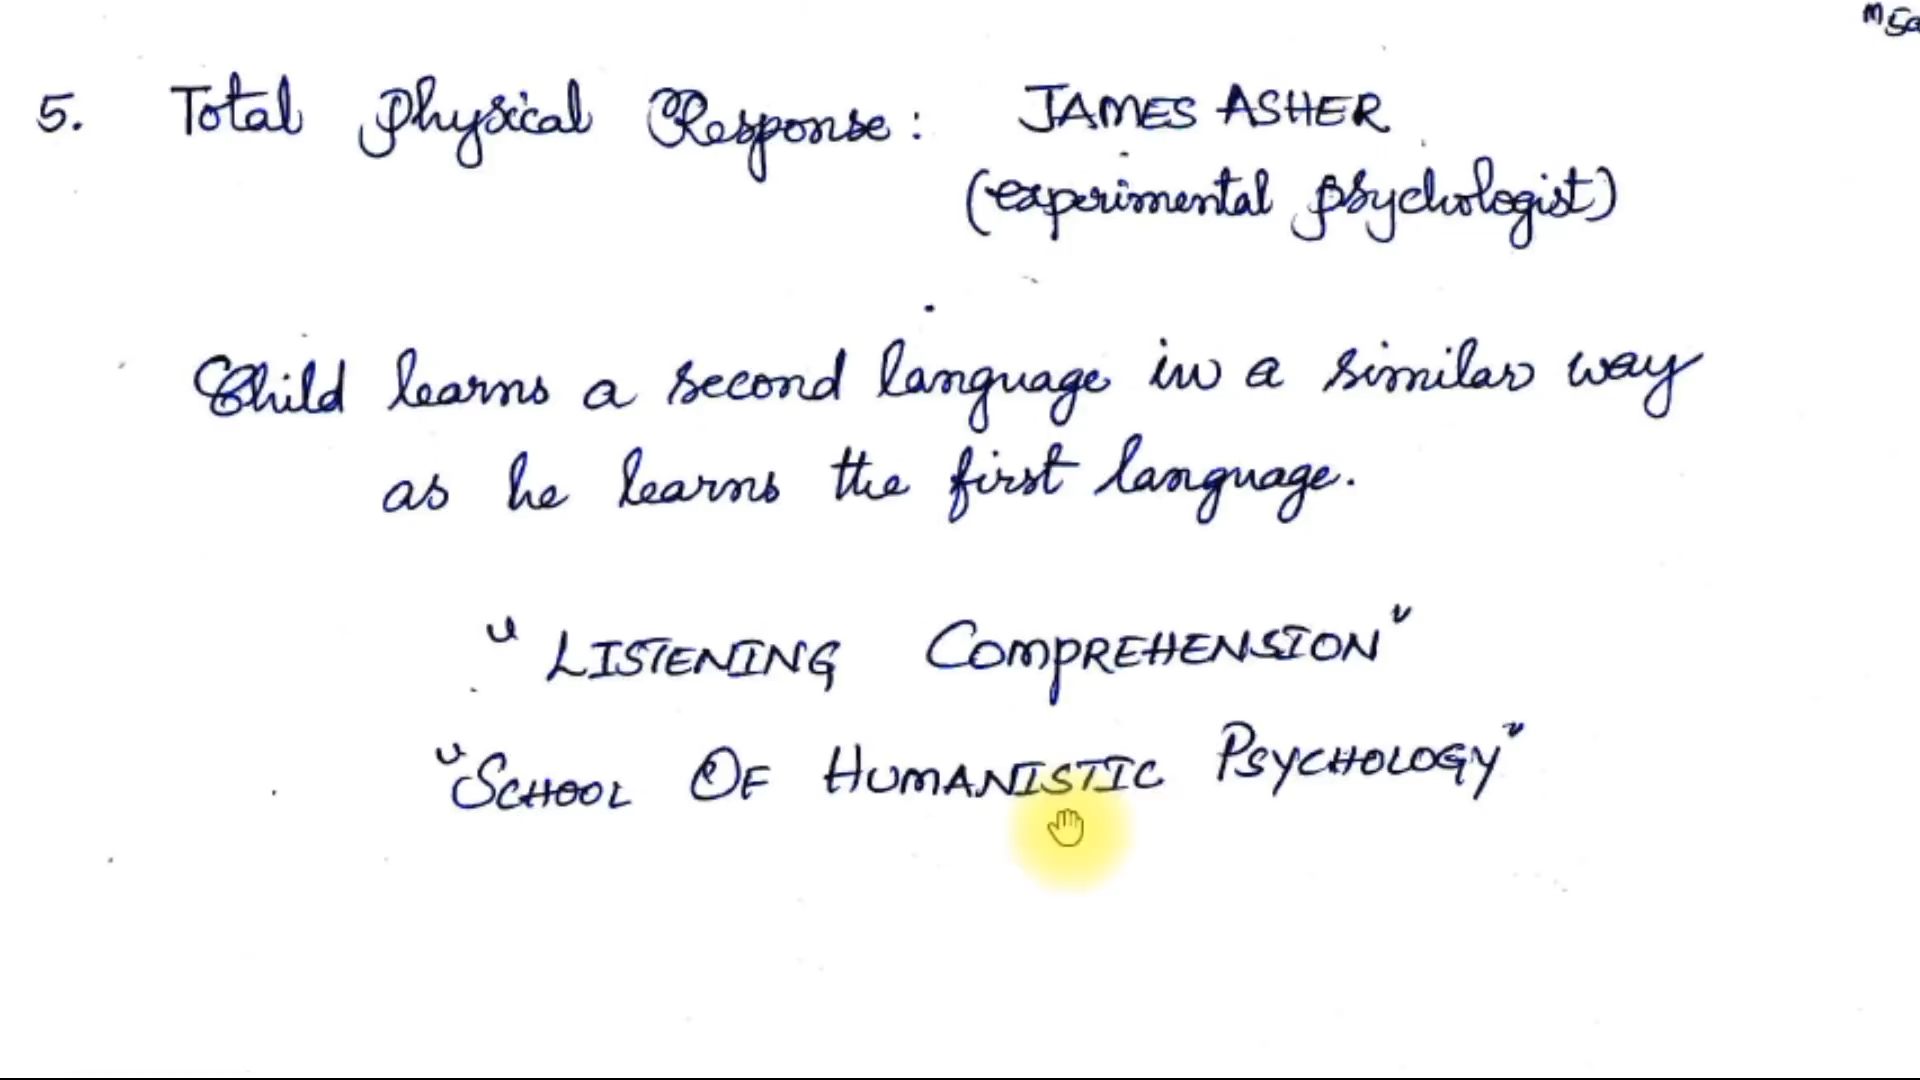 5. Total Physical Response: JAMES ASHER
(experimental psychologist)
Child learns a second language in a similar way
as he learns the first language.
"LISTENING COMPREHENSION"
"SCHOOL OF HUMANISTIC PSYCHOLOGY"